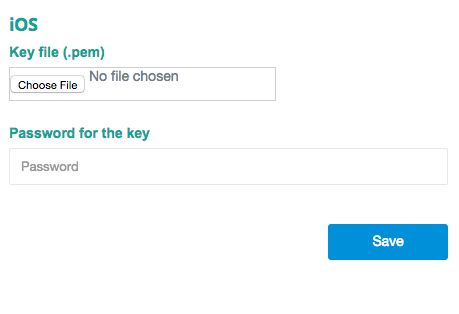 iOS
Key file (.pem)
Choose File No file chosen
Password for the key
Password
Save